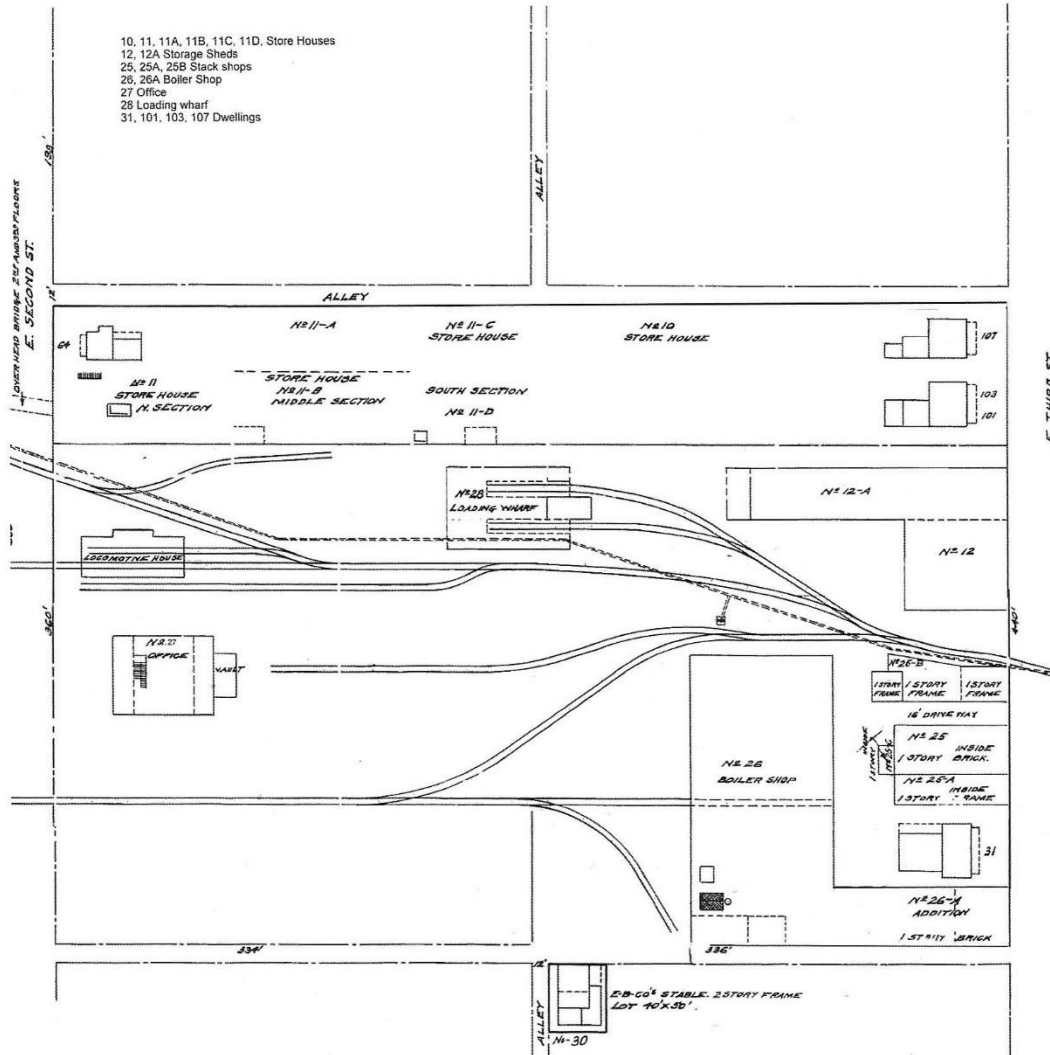 10, 11, 11A, 11B, 11C, 11D, Store Houses
12, 12A Storage Sheds
25, 25A, 25B Stack shops
26, 26A Boiler Shop
27 Office
28 Loading wharf
31, 101, 103, 107 Dwellings
ALLEY
OVER HEAD BRIDGE 2ND AND 3RD FLOORS
E. SECOND ST.
12'
ALLEY
64
No 11-A
No 11-C
STORE HOUSE
No 10
STORE HOUSE
107
No 11
STORE HOUSE
N. SECTION
STORE HOUSE
No 11-B
MIDDLE SECTION
SOUTH SECTION
No 11-D
103
101
E. THIRD ST.
No 28
LOADING WHARF
No 12-A
No 12
LOCOMOTIVE HOUSE
360'
440'
No 27
OFFICE
VAULT
No 25-B
1 STORY
FRAME
1 STORY
FRAME
1 STORY
FRAME
16' DRIVE WAY
No 25
INSIDE
1 STORY BRICK.
No 25-A
INSIDE
1 STORY FRAME
1 STORY
No 26
BOILER SHOP
31
No 26-A
ADDITION
1 STORY BRICK
334'
336'
12'
ALLEY
E-B-CO'S STABLE. 2 STORY FRAME
LOT 40'X50'.
No-30